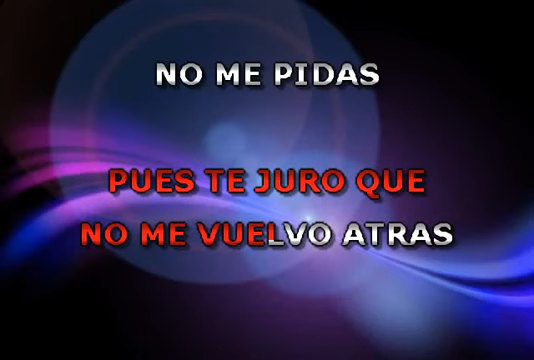 NO ME PIDAS
PUES TE JURO QUE
NO ME VUELVO ATRAS